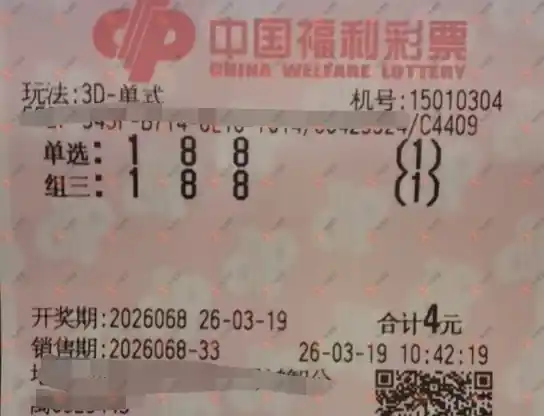 中国福利彩票
CHINA WELFARE LOTTERY
玩法:3D-单式 机号:15010304
/C4409
单选: 1 8 8 (1)
组三: 1 8 8 (1)
开奖期:2026068 26-03-19 合计4元
销售期:2026068-33 26-03-19 10:42:19